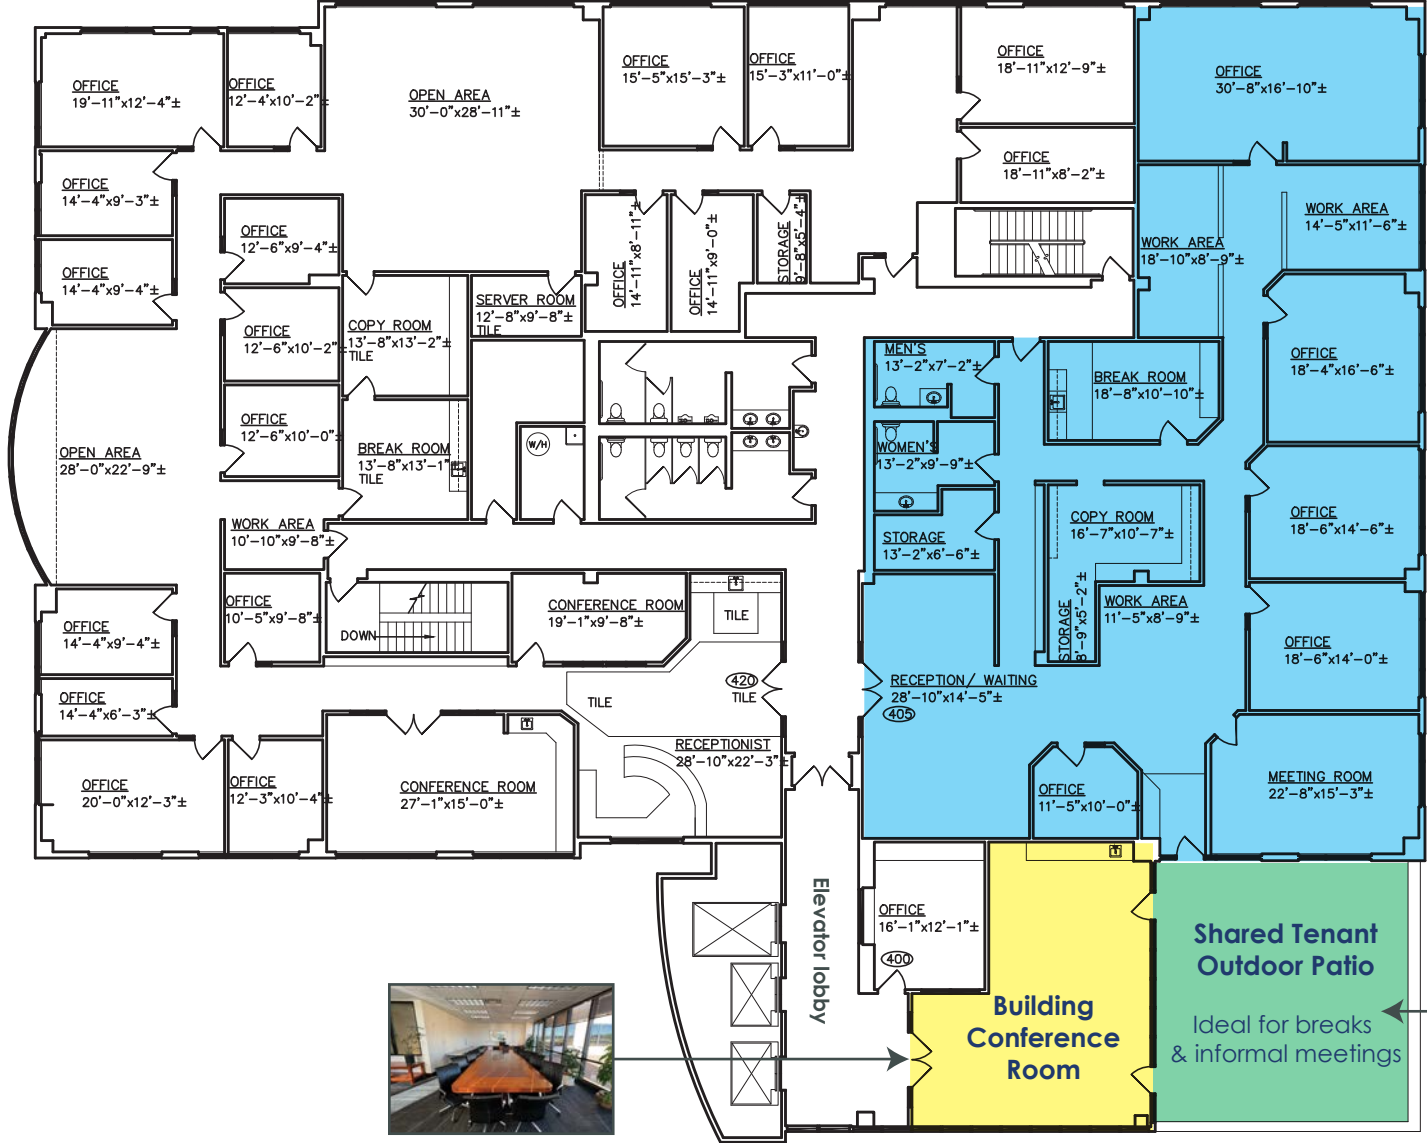 OFFICE
19'-11"x12'-4"±
OFFICE
12'-4"x10'-2"±
OPEN AREA
30'-0"x28'-11"±
OFFICE
15'-5"x15'-3"±
OFFICE
15'-3"x11'-0"±
OFFICE
18'-11"x12'-9"±
OFFICE
30'-8"x16'-10"±
OFFICE
14'-4"x9'-3"±
OFFICE
18'-11"x8'-2"±
OFFICE
12'-6"x9'-4"±
OFFICE
14'-11"x8'-11"±
OFFICE
14'-11"x9'-0"±
STORAGE
9'-8"x5'-4"±
WORK AREA
18'-10"x8'-9"±
WORK AREA
14'-5"x11'-6"±
OFFICE
14'-4"x9'-4"±
OFFICE
12'-6"x10'-2"±
COPY ROOM
13'-8"x13'-2"±
TILE
SERVER ROOM
12'-8"x9'-8"±
TILE
MEN'S
13'-2"x7'-2"±
BREAK ROOM
18'-8"x10'-10"±
OFFICE
18'-4"x16'-6"±
OFFICE
12'-6"x10'-0"±
OPEN AREA
28'-0"x22'-9"±
BREAK ROOM
13'-8"x13'-1"±
TILE
W/H
WOMEN'S
13'-2"x9'-9"±
WORK AREA
10'-10"x9'-8"±
STORAGE
13'-2"x6'-6"±
COPY ROOM
16'-7"x10'-7"±
OFFICE
18'-6"x14'-6"±
OFFICE
10'-5"x9'-8"±
DOWN
CONFERENCE ROOM
19'-1"x9'-8"±
TILE
STORAGE
8'-9"x5'-2"±
WORK AREA
11'-5"x8'-9"±
OFFICE
14'-4"x9'-4"±
OFFICE
18'-6"x14'-0"±
OFFICE
14'-4"x6'-3"±
TILE
420
TILE
RECEPTION/ WAITING
28'-10"x14'-5"±
405
RECEPTIONIST
28'-10"x22'-3"±
OFFICE
20'-0"x12'-3"±
OFFICE
12'-3"x10'-4"±
CONFERENCE ROOM
27'-1"x15'-0"±
OFFICE
11'-5"x10'-0"±
MEETING ROOM
22'-8"x15'-3"±
Elevator lobby
OFFICE
16'-1"x12'-1"±
400
Building
Conference
Room
Shared Tenant
Outdoor Patio
Ideal for breaks
& informal meetings